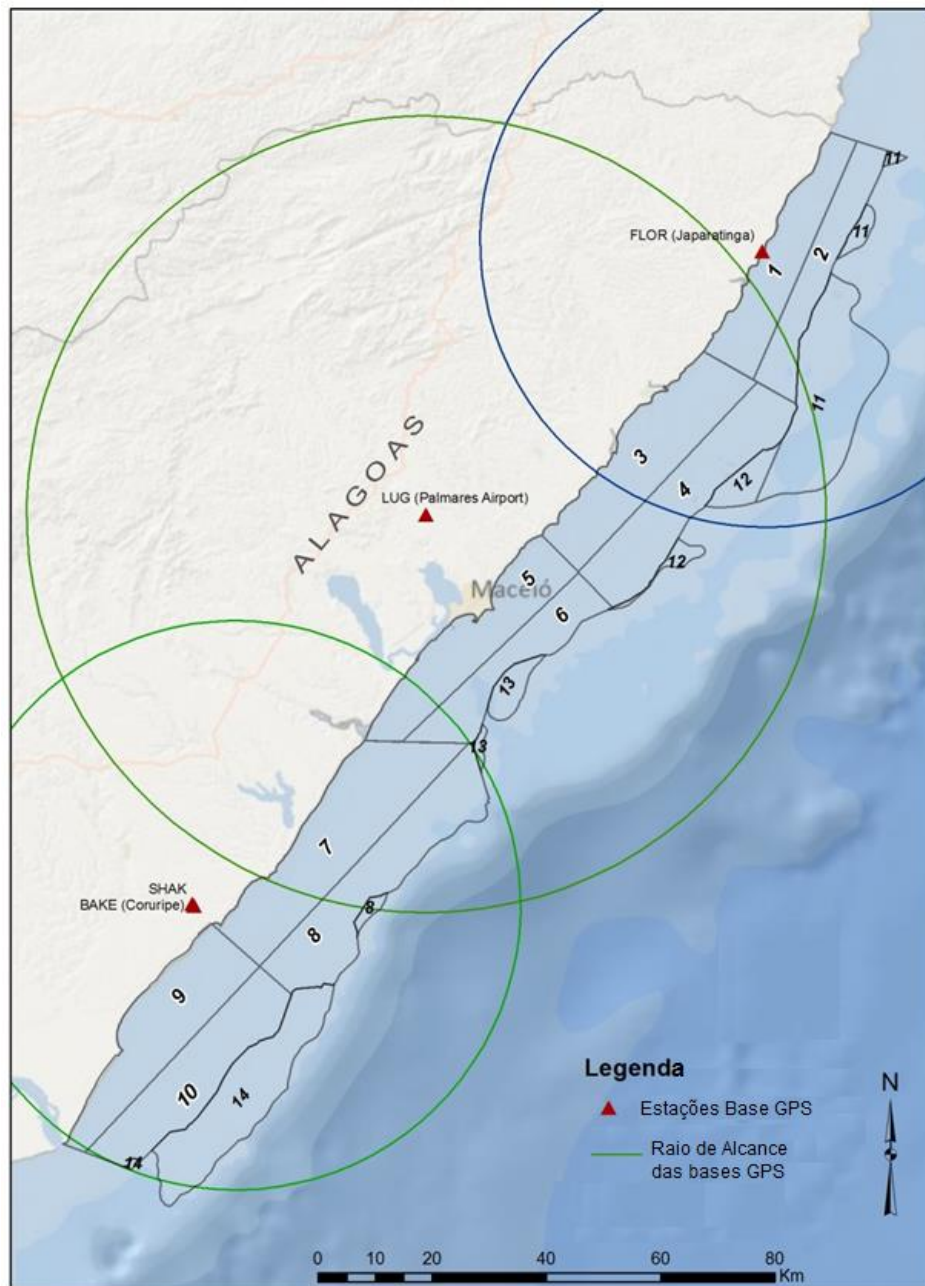 11
FLOR (Japaratinga)
11
2
1
11
ALAGOAS
3
4
12
LUG (Palmares Airport)
12
5
Maceió
6
13
13
7
SHAK
BAKE (Coruripe)
8
8
9
10
14
14
Legenda
Estações Base GPS
Raio de Alcance
das bases GPS
N
0 10 20 40 60 80
Km